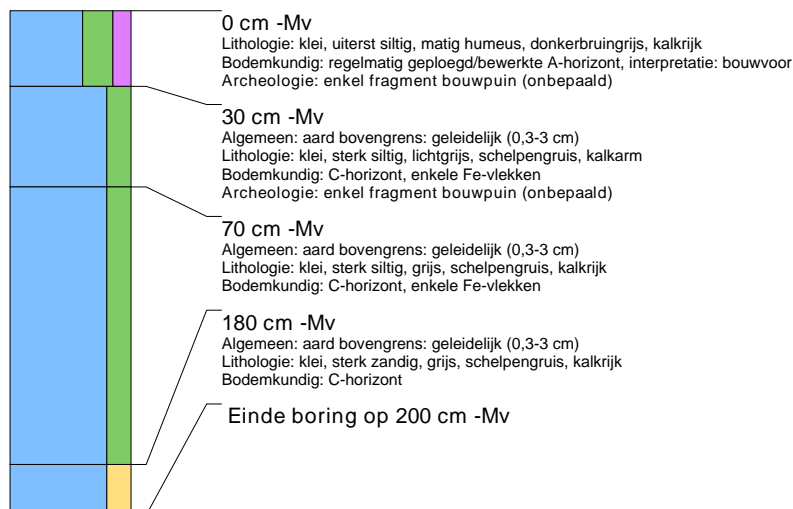 0 cm -Mv
Lithologie: klei, uiterst siltig, matig humeus, donkerbruingrijs, kalkrijk
Bodemkundig: regelmatig geploegd/bewerkte A-horizont, interpretatie: bouwvoor
Archeologie: enkel fragment bouwpuin (onbepaald)
30 cm -Mv
Algemeen: aard bovengrens: geleidelijk (0,3-3 cm)
Lithologie: klei, sterk siltig, lichtgrijs, schelpengruis, kalkarm
Bodemkundig: C-horizont, enkele Fe-vlekken
Archeologie: enkel fragment bouwpuin (onbepaald)
70 cm -Mv
Algemeen: aard bovengrens: geleidelijk (0,3-3 cm)
Lithologie: klei, sterk siltig, grijs, schelpengruis, kalkrijk
Bodemkundig: C-horizont, enkele Fe-vlekken
180 cm -Mv
Algemeen: aard bovengrens: geleidelijk (0,3-3 cm)
Lithologie: klei, sterk zandig, grijs, schelpengruis, kalkrijk
Bodemkundig: C-horizont
Einde boring op 200 cm -Mv